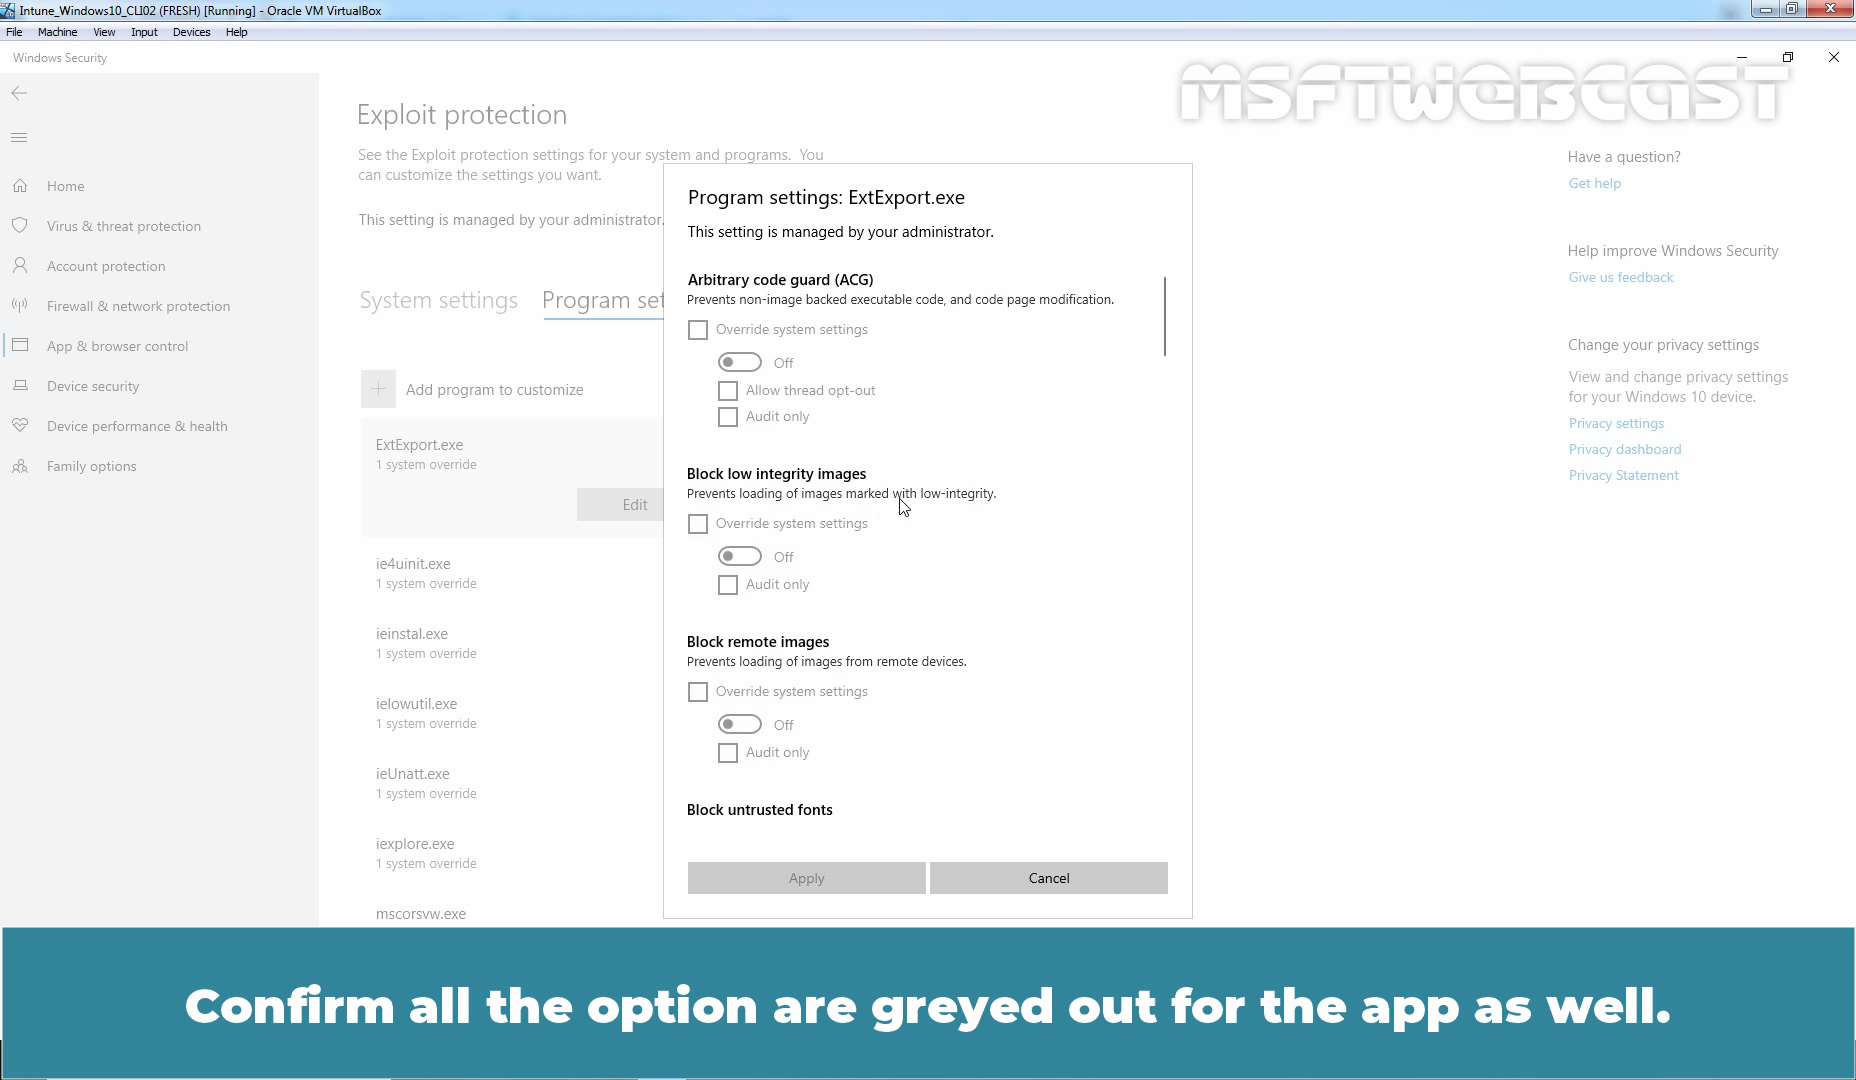 Intune_Windows10_CLI02 (FRESH) [Running] - Oracle VM VirtualBox
File Machine View Input Devices Help
Windows Security
MSFTWEBCAST
Home
Virus & threat protection
Account protection
Firewall & network protection
App & browser control
Device security
Device performance & health
Family options
Exploit protection
See the Exploit protection settings for your system and programs. You
can customize the settings you want.
This setting is managed by your administrator.
System settings Program set
Add program to customize
ExtExport.exe
1 system override
Edit
ie4uinit.exe
1 system override
ieinstal.exe
1 system override
ielowutil.exe
1 system override
ieUnatt.exe
1 system override
iexplore.exe
1 system override
mscorsvw.exe
Program settings: ExtExport.exe
This setting is managed by your administrator.
Arbitrary code guard (ACG)
Prevents non-image backed executable code, and code page modification.
Override system settings
Off
Allow thread opt-out
Audit only
Block low integrity images
Prevents loading of images marked with low-integrity.
Override system settings
Off
Audit only
Block remote images
Prevents loading of images from remote devices.
Override system settings
Off
Audit only
Block untrusted fonts
Apply Cancel
Have a question?
Get help
Help improve Windows Security
Give us feedback
Change your privacy settings
View and change privacy settings
for your Windows 10 device.
Privacy settings
Privacy dashboard
Privacy Statement
Confirm all the option are greyed out for the app as well.